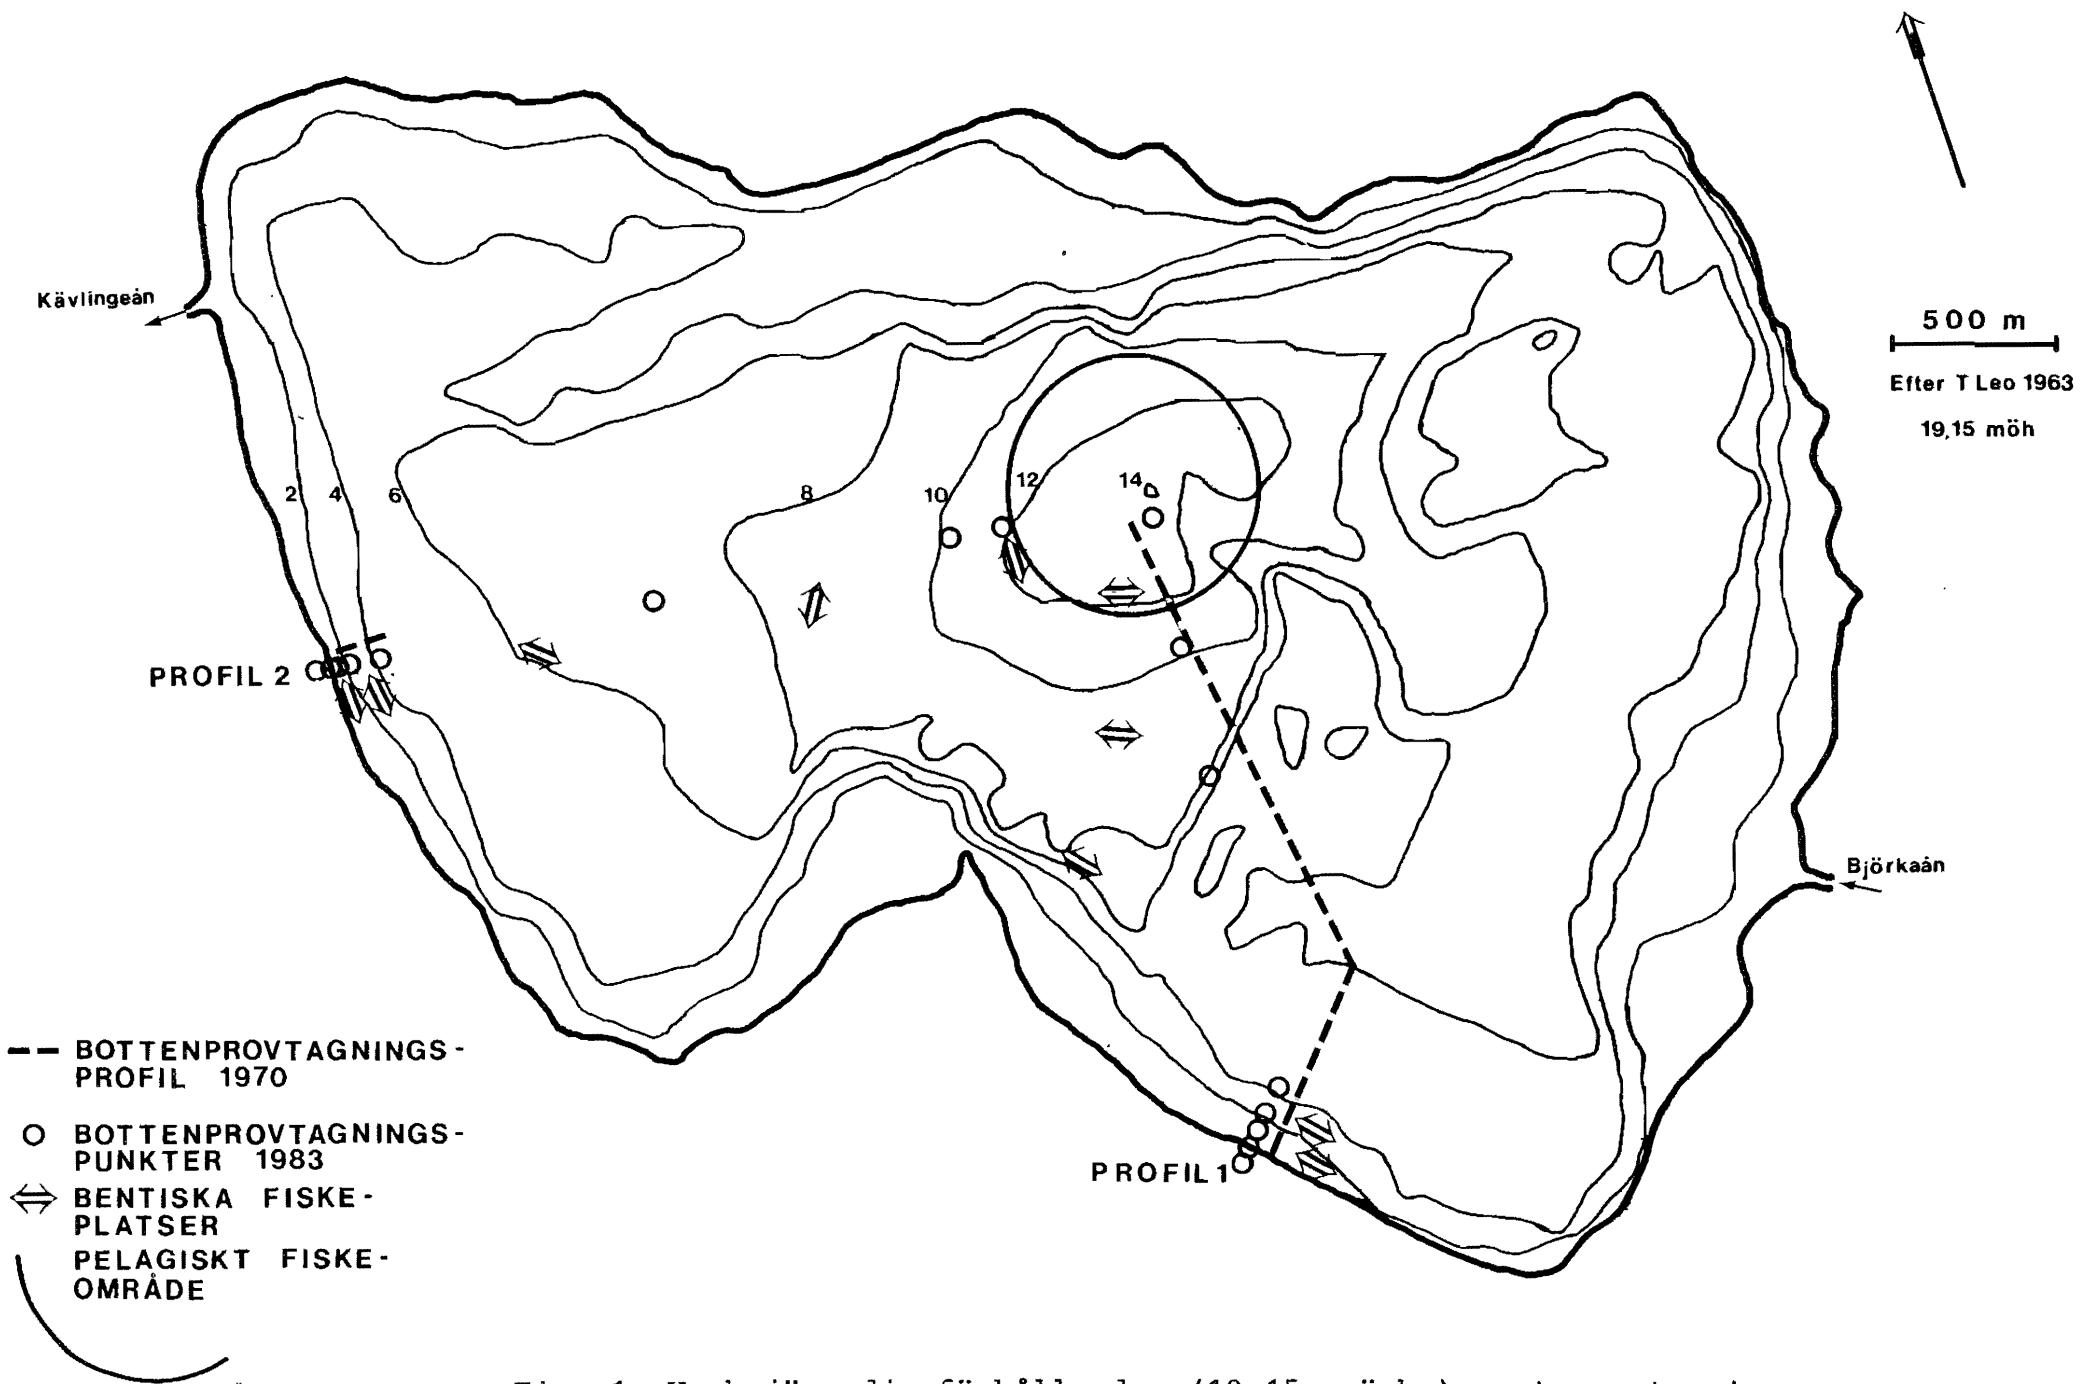 Kävlingeån
500 m
Efter T Leo 1963
19,15 möh
2 4 6 8 10 12 14
PROFIL 2
Björkaån
PROFIL 1
BOTTENPROVTAGNINGS-
PROFIL 1970
BOTTENPROVTAGNINGS-
PUNKTER 1983
BENTISKA FISKE-
PLATSER
PELAGISKT FISKE-
OMRÅDE